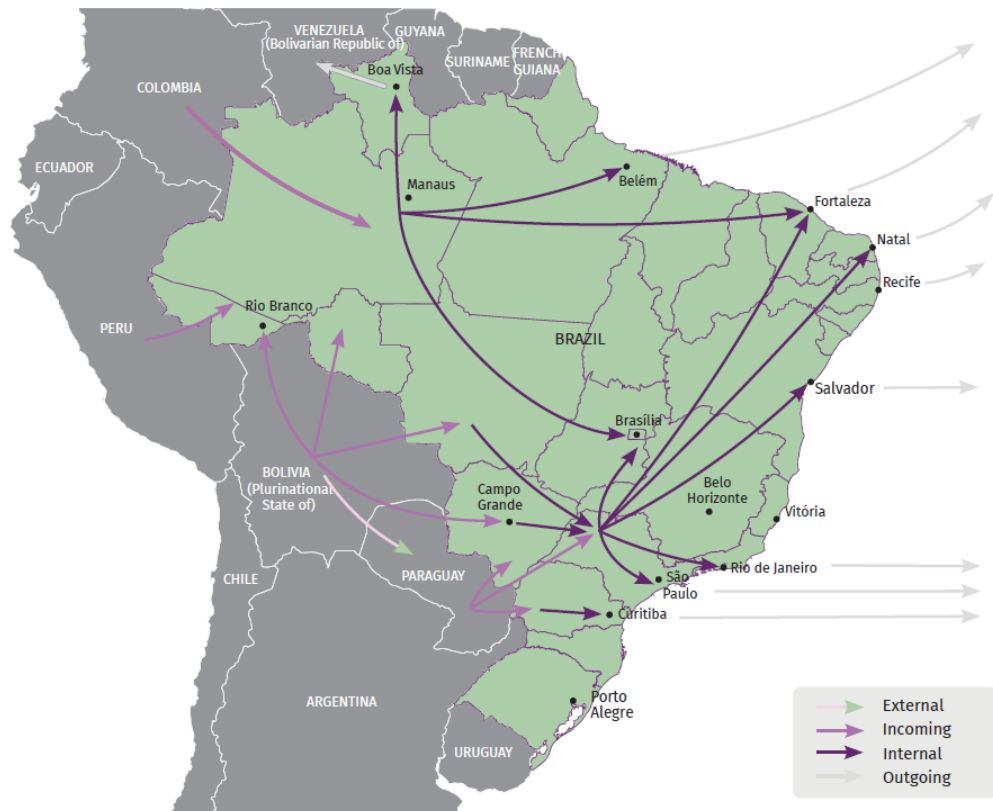 VENEZUELA
(Bolivarian Republic of)
GUYANA
SURINAME
FRENCH
GUIANA
COLOMBIA
Boa Vista
ECUADOR
Manaus
Belém
Fortaleza
Natal
Recife
Rio Branco
PERU
BRAZIL
Salvador
Brasília
BOLIVIA
(Plurinational
State of)
Campo
Grande
Belo
Horizonte
Vitória
CHILE
PARAGUAY
São
Paulo
Rio de Janeiro
Curitiba
ARGENTINA
Porto
Alegre
URUGUAY
External
Incoming
Internal
Outgoing